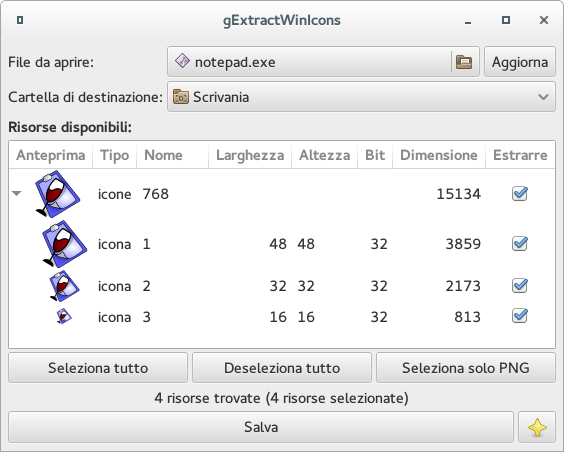 gExtractWinIcons
File da aprire: notepad.exe Aggiorna
Cartella di destinazione: Scrivania
Risorse disponibili:
Anteprima Tipo Nome Larghezza Altezza Bit Dimensione Estrarre
icone 768 15134
icona 1 48 48 32 3859
icona 2 32 32 32 2173
icona 3 16 16 32 813
Seleziona tutto Deseleziona tutto Seleziona solo PNG
4 risorse trovate (4 risorse selezionate)
Salva